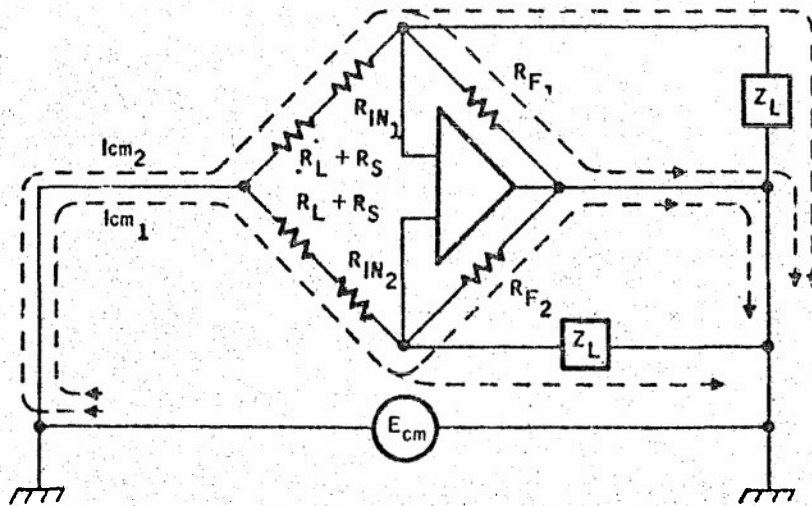 RF1
ZL
RIN1
Icm2
RL + RS
Icm1
RL + RS
RIN2
RF2
ZL
Ecm